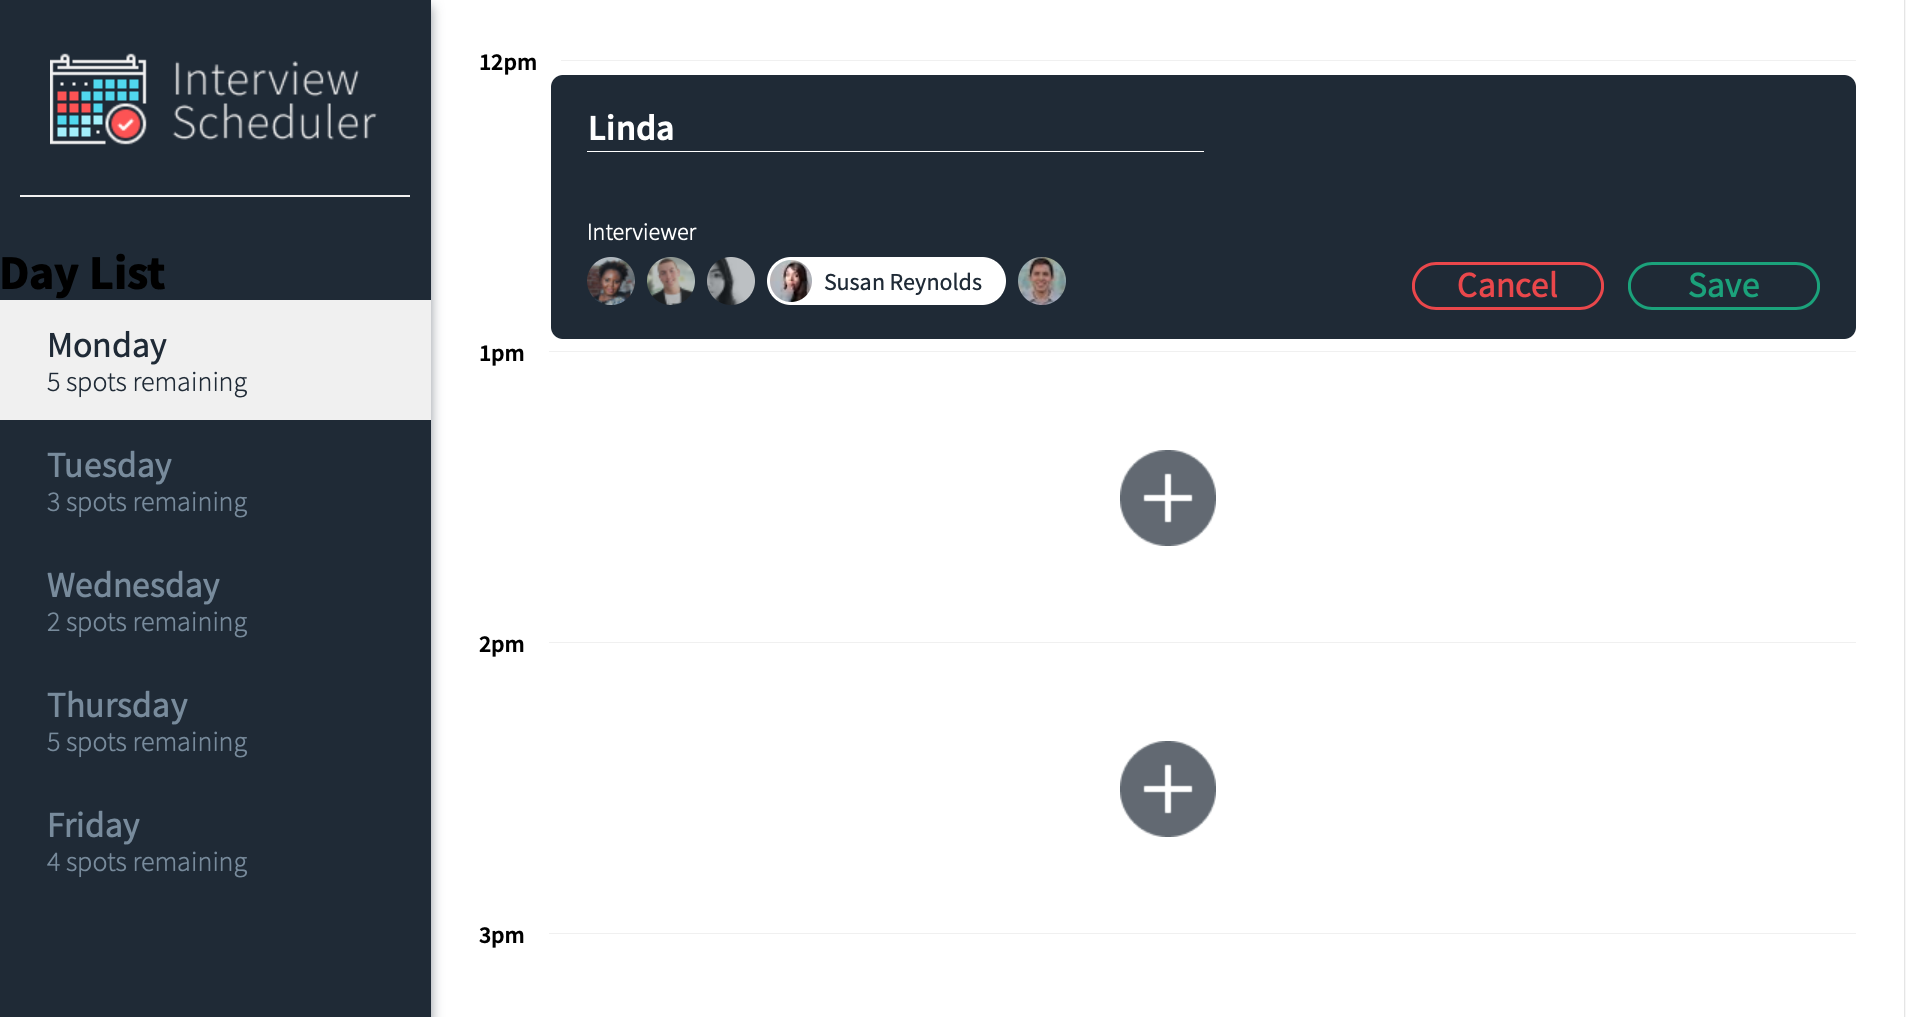 Interview
Scheduler
Day List
Monday
5 spots remaining
Tuesday
3 spots remaining
Wednesday
2 spots remaining
Thursday
5 spots remaining
Friday
4 spots remaining
12pm
Linda
Interviewer
Susan Reynolds
Cancel
Save
1pm
2pm
3pm